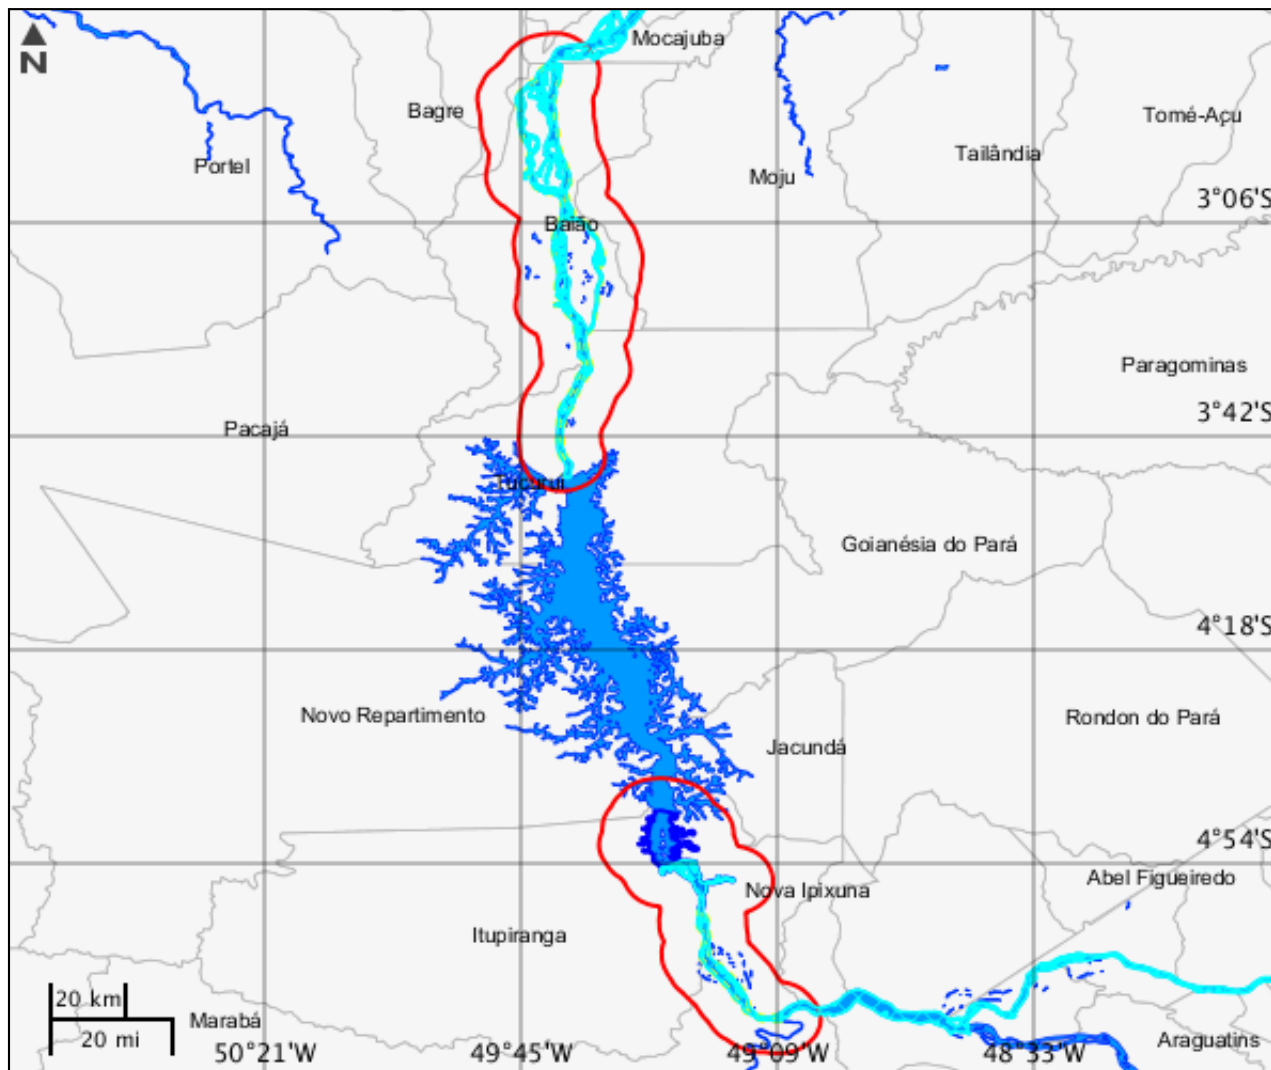 Mocajuba
N
Bagre
Tomé-Açu
Tailândia
Portel
Moju
3°06'S
Baião
Paragominas
3°42'S
Pacajá
Tucuruí
Goianésia do Pará
4°18'S
Novo Repartimento
Rondon do Pará
Jacundá
4°54'S
Abel Figueiredo
Nova Ipixuna
Itupiranga
20 km
Marabá
20 mi
Araguatins
50°21'W
49°45'W
49°09'W
48°33'W